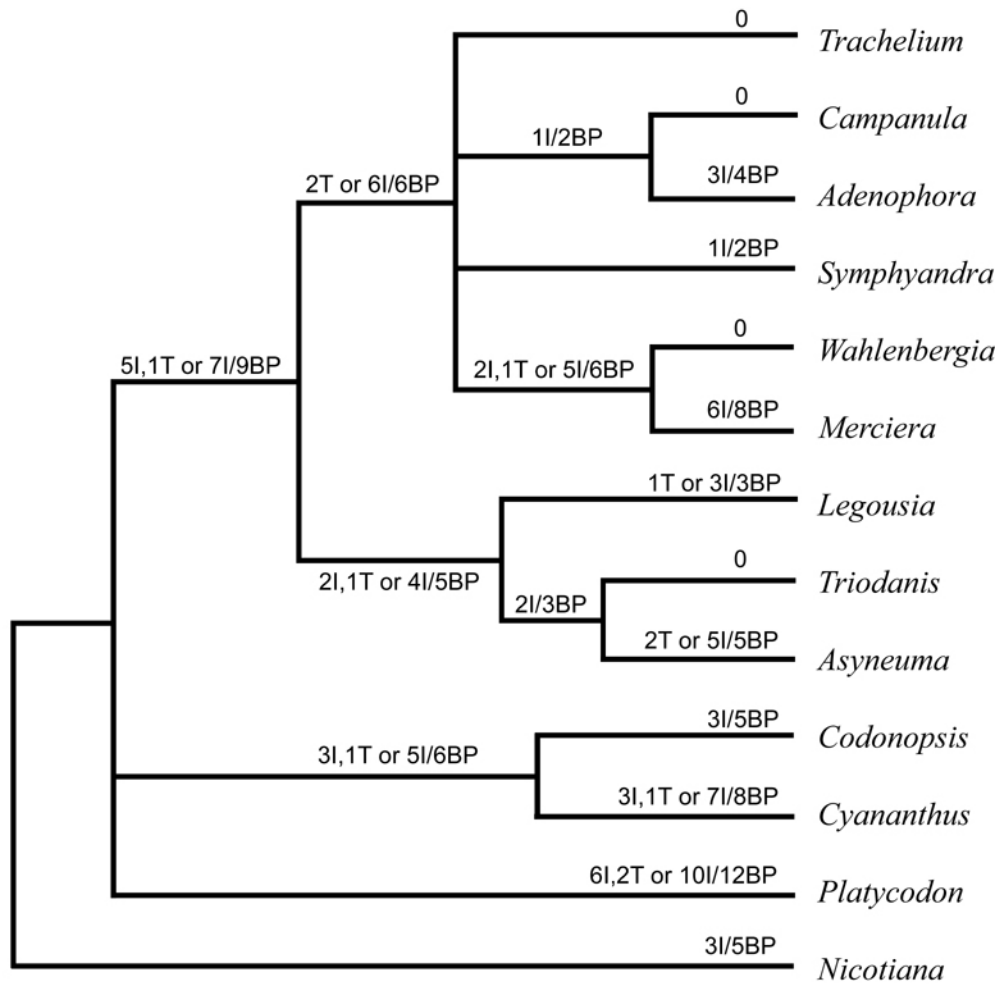 0
Trachelium
0
Campanula
1I/2BP
3I/4BP
Adenophora
2T or 6I/6BP
1I/2BP
Symphyandra
0
Wahlenbergia
5I,1T or 7I/9BP
2I,1T or 5I/6BP
6I/8BP
Merciera
1T or 3I/3BP
Legousia
0
Triodanis
2I,1T or 4I/5BP
2I/3BP
2T or 5I/5BP
Asyneuma
3I/5BP
Codonopsis
3I,1T or 5I/6BP
3I,1T or 7I/8BP
Cyananthus
6I,2T or 10I/12BP
Platycodon
3I/5BP
Nicotiana